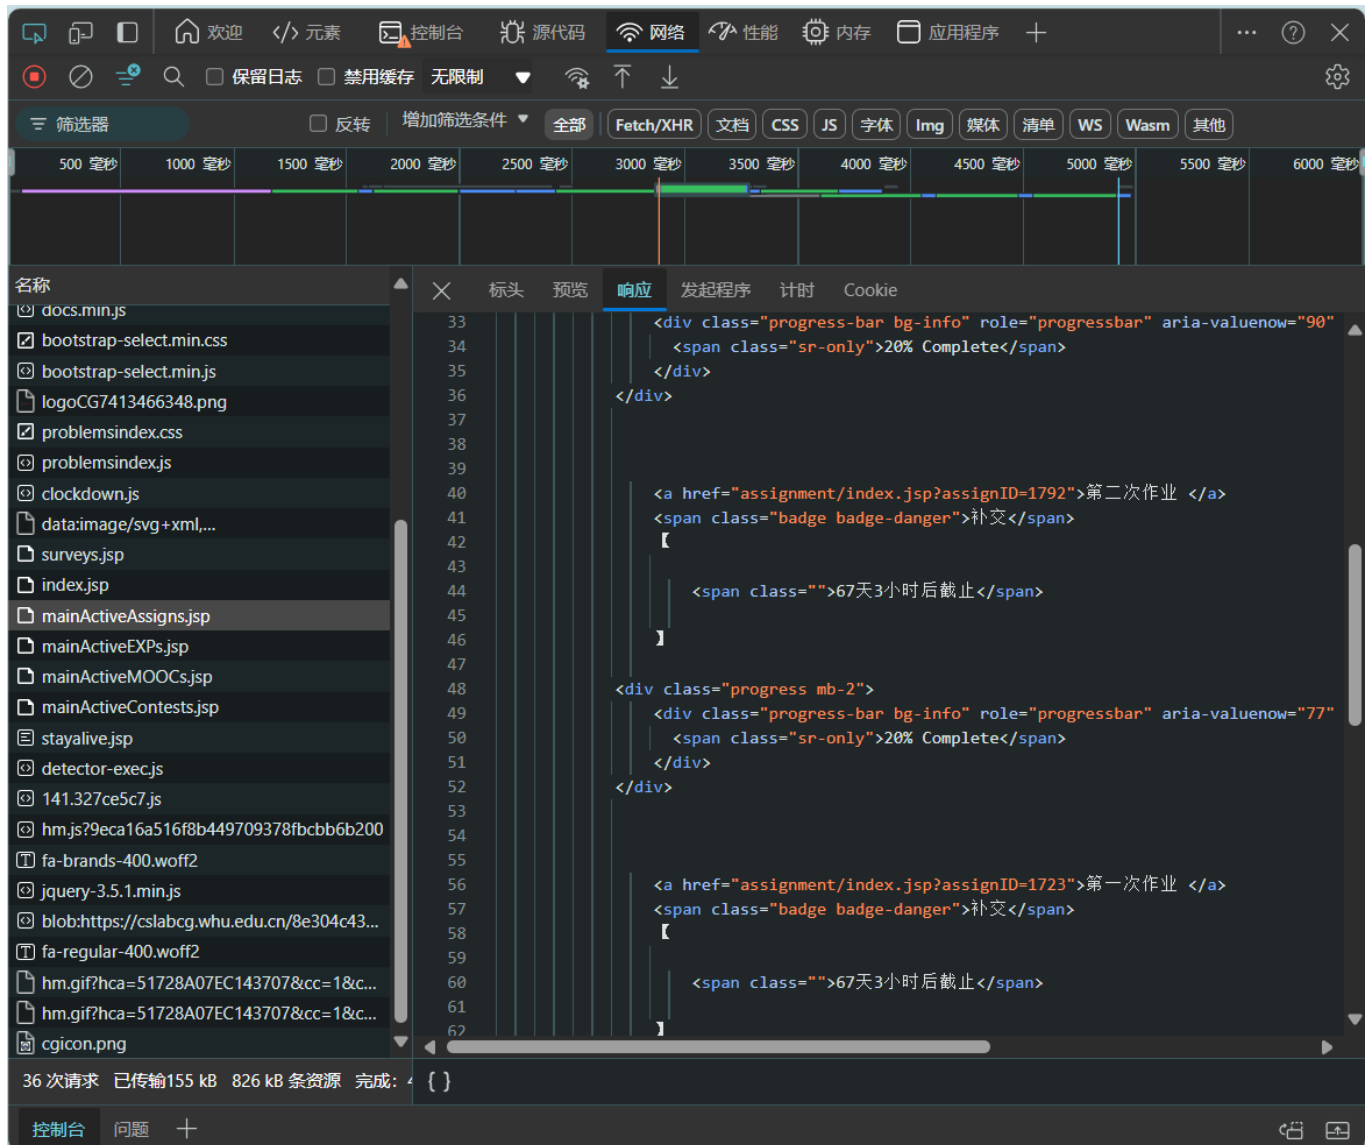 欢迎 </> 元素 控制台 源代码 网络 性能 内存 应用程序
保留日志 禁用缓存 无限制
筛选器 反转 增加筛选条件 全部 Fetch/XHR 文档 CSS JS 字体 Img 媒体 清单 WS Wasm 其他
500 毫秒 1000 毫秒 1500 毫秒 2000 毫秒 2500 毫秒 3000 毫秒 3500 毫秒 4000 毫秒 4500 毫秒 5000 毫秒 5500 毫秒 6000 毫秒
名称
docs.min.js
bootstrap-select.min.css
bootstrap-select.min.js
logoCG7413466348.png
problemsindex.css
problemsindex.js
clockdown.js
data:image/svg+xml,...
surveys.jsp
index.jsp
mainActiveAssigns.jsp
mainActiveEXPs.jsp
mainActiveMOOCs.jsp
mainActiveContests.jsp
stayalive.jsp
detector-exec.js
141.327ce5c7.js
hm.js?9eca16a516f8b449709378fbcbb6b200
fa-brands-400.woff2
jquery-3.5.1.min.js
blob:https://cslabcg.whu.edu.cn/8e304c43...
fa-regular-400.woff2
hm.gif?hca=51728A07EC143707&cc=1&c...
hm.gif?hca=51728A07EC143707&cc=1&c...
cgicon.png
36 次请求 已传输155 kB 826 kB 条资源 完成：
标头 预览 响应 发起程序 计时 Cookie
33 <div class="progress-bar bg-info" role="progressbar" aria-valuenow="90"
34 <span class="sr-only">20% Complete</span>
35 </div>
36 </div>
37
38
39
40 <a href="assignment/index.jsp?assignID=1792">第二次作业 </a>
41 <span class="badge badge-danger">补交</span>
42 【
43
44 <span class="">67天3小时后截止</span>
45
46 】
47
48 <div class="progress mb-2">
49 <div class="progress-bar bg-info" role="progressbar" aria-valuenow="77"
50 <span class="sr-only">20% Complete</span>
51 </div>
52 </div>
53
54
55
56 <a href="assignment/index.jsp?assignID=1723">第一次作业 </a>
57 <span class="badge badge-danger">补交</span>
58 【
59
60 <span class="">67天3小时后截止</span>
61
62 】
{ }
控制台 问题